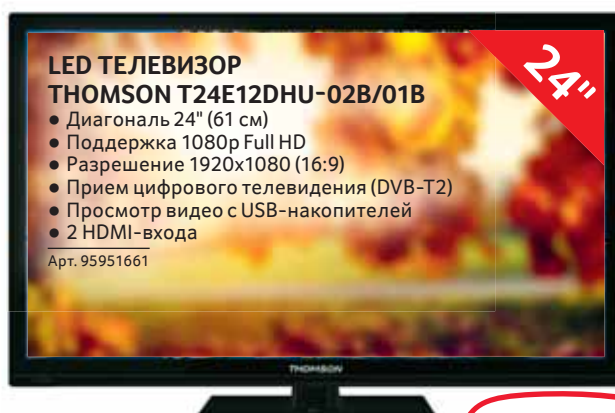 LED ТЕЛЕВИЗОР
THOMSON T24E12DHU-02B/01B
● Диагональ 24" (61 см)
● Поддержка 1080p Full HD
● Разрешение 1920x1080 (16:9)
● Прием цифрового телевидения (DVB-T2)
● Просмотр видео с USB-накопителей
● 2 HDMI-входа
Арт. 95951661
24"
THOMSON